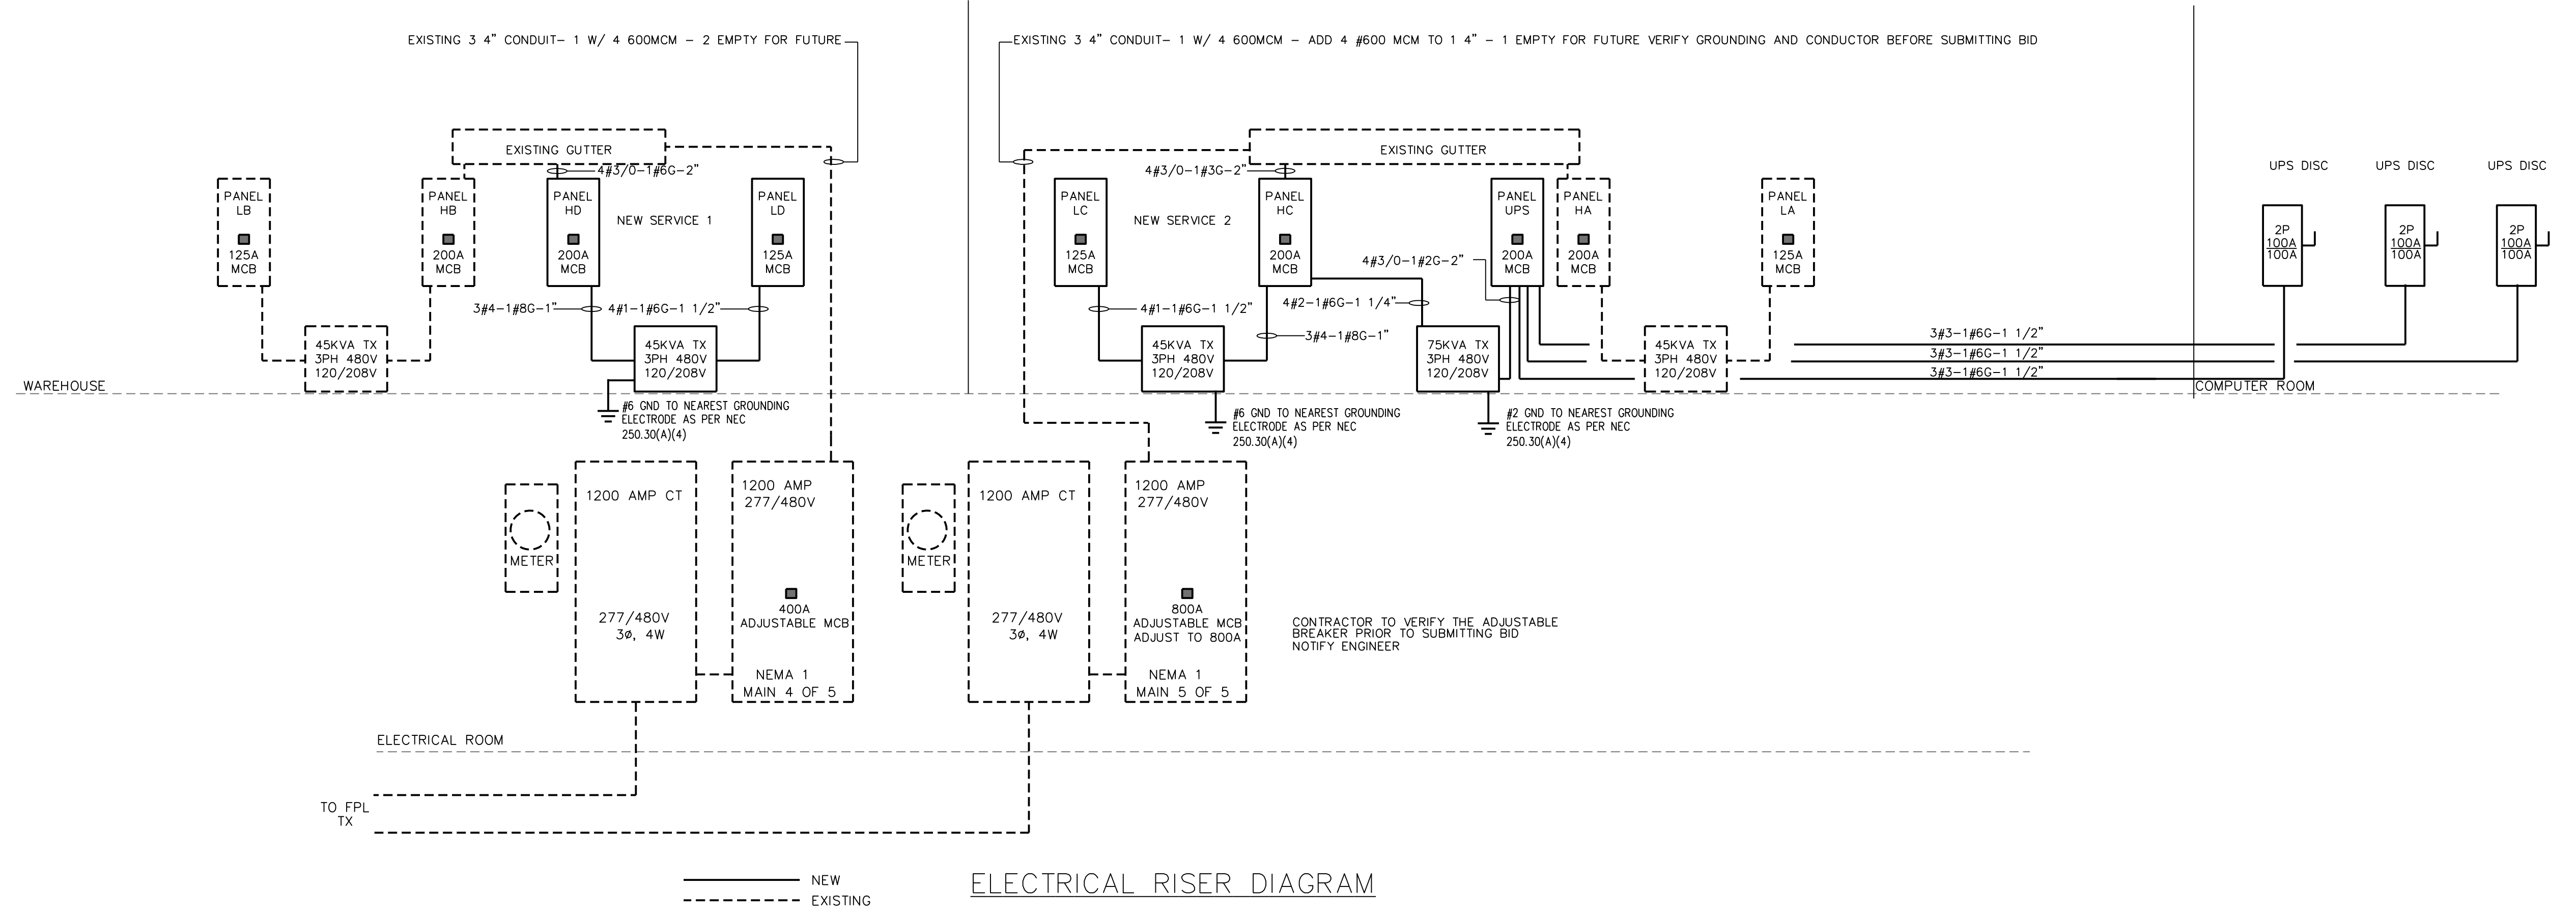 EXISTING 3 4" CONDUIT- 1 W/ 4 600MCM - 2 EMPTY FOR FUTURE
EXISTING 3 4" CONDUIT- 1 W/ 4 600MCM - ADD 4 #600 MCM TO 1 4" - 1 EMPTY FOR FUTURE VERIFY GROUNDING AND CONDUCTOR BEFORE SUBMITTING BID
EXISTING GUTTER
4#3/0-1#6G-2"
PANEL
LB
125A
MCB
PANEL
HB
200A
MCB
PANEL
HD
200A
MCB
NEW SERVICE 1
PANEL
LD
125A
MCB
3#4-1#8G-1"
4#1-1#6G-1 1/2"
45KVA TX
3PH 480V
120/208V
45KVA TX
3PH 480V
120/208V
WAREHOUSE
#6 GND TO NEAREST GROUNDING
ELECTRODE AS PER NEC
250.30(A)(4)
EXISTING GUTTER
4#3/0-1#3G-2"
PANEL
LC
125A
MCB
NEW SERVICE 2
PANEL
HC
200A
MCB
PANEL
UPS
200A
MCB
PANEL
HA
200A
MCB
PANEL
LA
125A
MCB
4#3/0-1#2G-2"
4#1-1#6G-1 1/2"
4#2-1#6G-1 1/4"
3#4-1#8G-1"
45KVA TX
3PH 480V
120/208V
75KVA TX
3PH 480V
120/208V
45KVA TX
3PH 480V
120/208V
3#3-1#6G-1 1/2"
3#3-1#6G-1 1/2"
3#3-1#6G-1 1/2"
#6 GND TO NEAREST GROUNDING
ELECTRODE AS PER NEC
250.30(A)(4)
#2 GND TO NEAREST GROUNDING
ELECTRODE AS PER NEC
250.30(A)(4)
UPS DISC
UPS DISC
UPS DISC
2P
100A
100A
2P
100A
100A
2P
100A
100A
COMPUTER ROOM
METER
1200 AMP CT
277/480V
3ø, 4W
1200 AMP
277/480V
400A
ADJUSTABLE MCB
NEMA 1
MAIN 4 OF 5
METER
1200 AMP CT
277/480V
3ø, 4W
1200 AMP
277/480V
800A
ADJUSTABLE MCB
ADJUST TO 800A
NEMA 1
MAIN 5 OF 5
CONTRACTOR TO VERIFY THE ADJUSTABLE
BREAKER PRIOR TO SUBMITTING BID
NOTIFY ENGINEER
ELECTRICAL ROOM
TO FPL
TX
NEW
EXISTING
ELECTRICAL RISER DIAGRAM